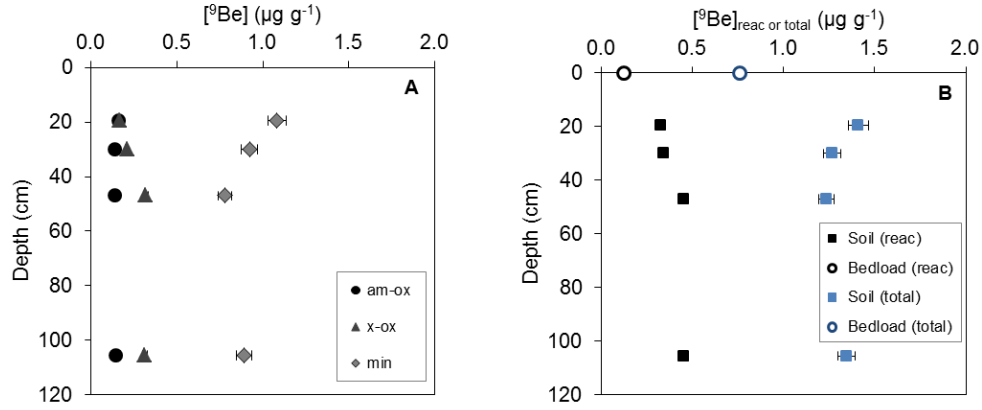 [⁹Be] (µg g⁻¹)
0.0 0.5 1.0 1.5 2.0
0
20
40
60
80
100
120
Depth (cm)
A
am-ox
x-ox
min
[⁹Be]reac or total (µg g⁻¹)
0.0 0.5 1.0 1.5 2.0
0
20
40
60
80
100
120
Depth (cm)
B
Soil (reac)
Bedload (reac)
Soil (total)
Bedload (total)